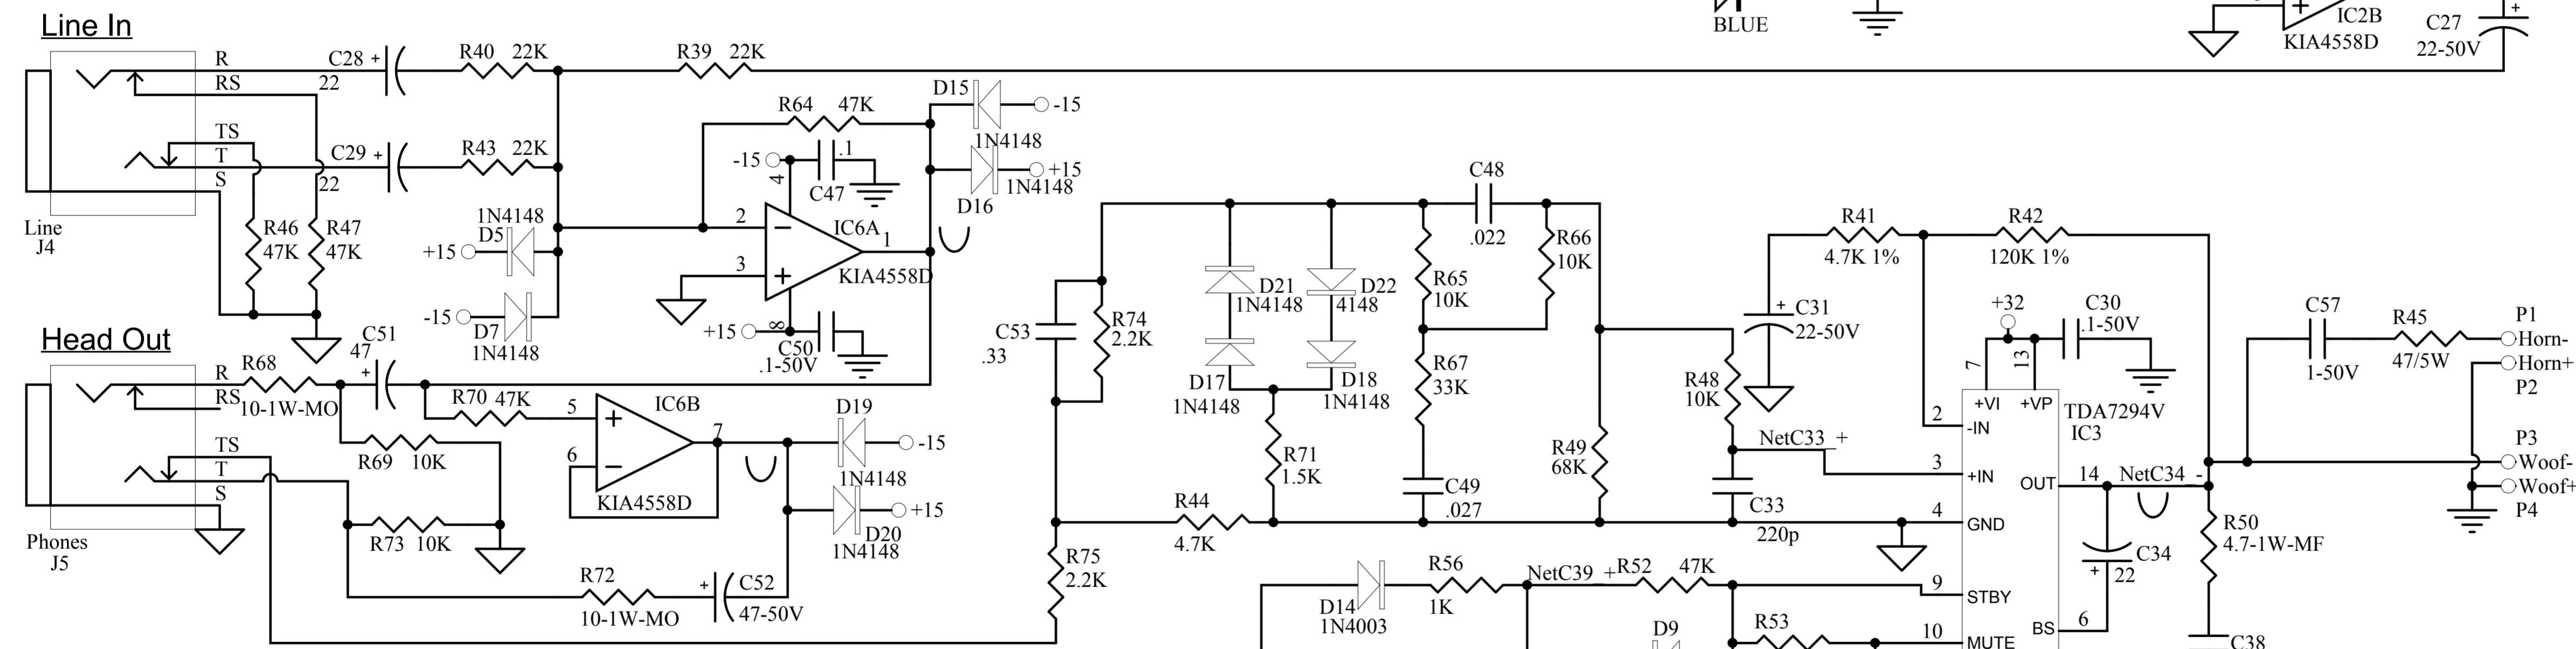 Line In
R
RS
TS
T
S
Line
J4
C28 +
22
R40 22K
R39 22K
C29 +
22
R43 22K
R46
47K
R47
47K
1N4148
D5
+15
-15
D7
1N4148
R64 47K
-15
4
.1
C47
2
3
IC6A
1
KIA4558D
+15
8
C50
.1-50V
D15
-15
1N4148
+15
1N4148
D16
BLUE
IC2B
KIA4558D
+
C27
22-50V
Head Out
R
RS
TS
T
S
Phones
J5
R68
10-1W-MO
C51
47
+
R70 47K
R69 10K
R73 10K
5
6
IC6B
7
KIA4558D
R72
10-1W-MO
+
C52
47-50V
D19
-15
1N4148
+15
D20
1N4148
C53
.33
R74
2.2K
R75
2.2K
D21
1N4148
D22
4148
D17
1N4148
D18
1N4148
R71
1.5K
R44
4.7K
C48
.022
R65
10K
R66
10K
R67
33K
C49
.027
R49
68K
R48
10K
NetC33_+
C33
220p
R41
4.7K 1%
R42
120K 1%
+
C31
22-50V
+32
C30
.1-50V
7
13
+VI
+VP
TDA7294V
IC3
2
-IN
3
+IN
4
GND
9
STBY
10
MUTE
OUT
14
NetC34_-
BS
6
C34
+
22
R50
4.7-1W-MF
C38
C57
1-50V
R45
47/5W
P1
Horn-
Horn+
P2
P3
Woof-
Woof+
P4
D14
1N4003
R56
1K
NetC39_+
R52 47K
D9
R53